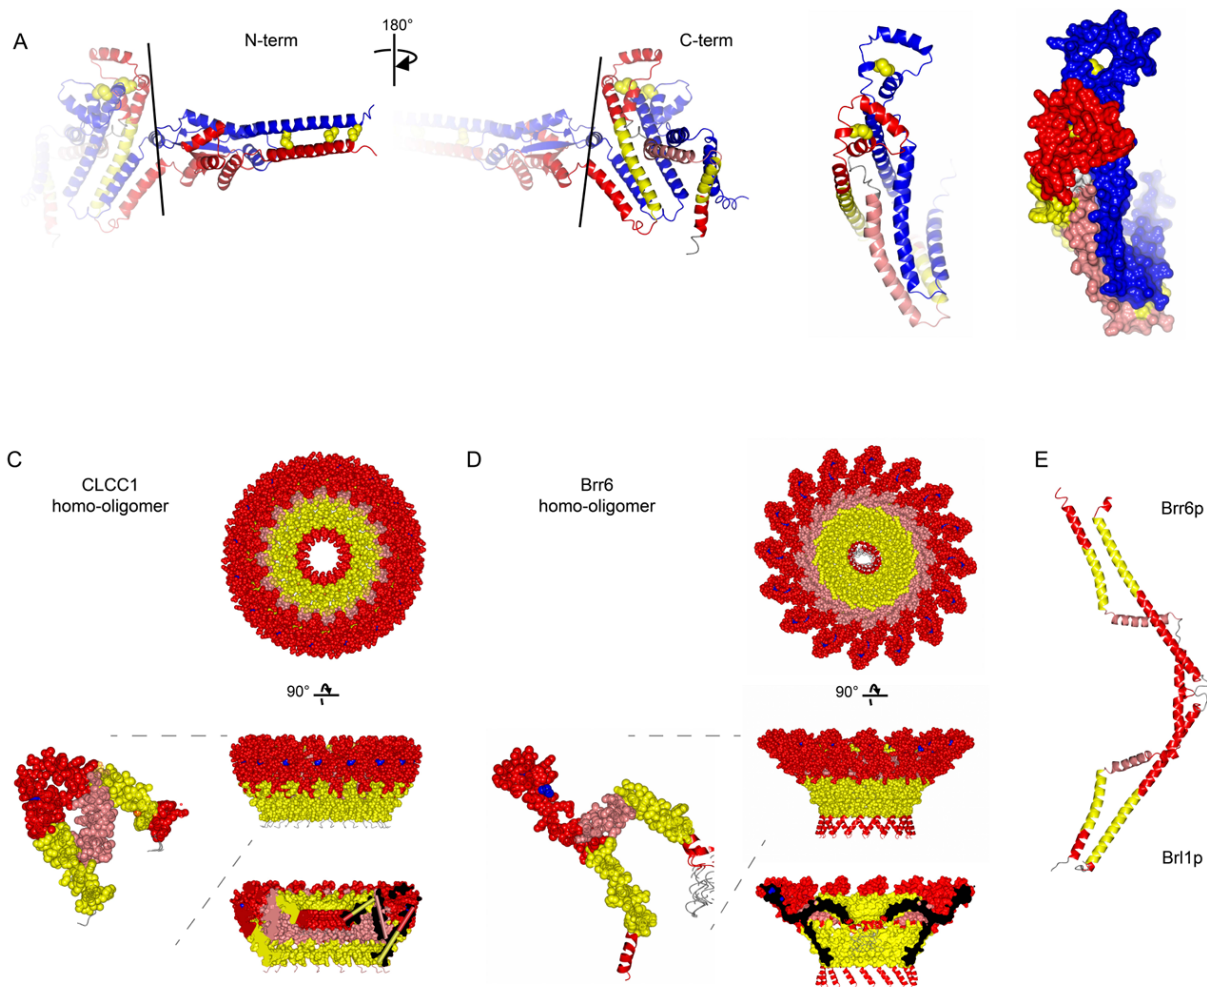 A
N-term
180°
C-term
C
CLCC1
homo-oligomer
90°
D
Brr6
homo-oligomer
90°
E
Brr6p
Brl1p